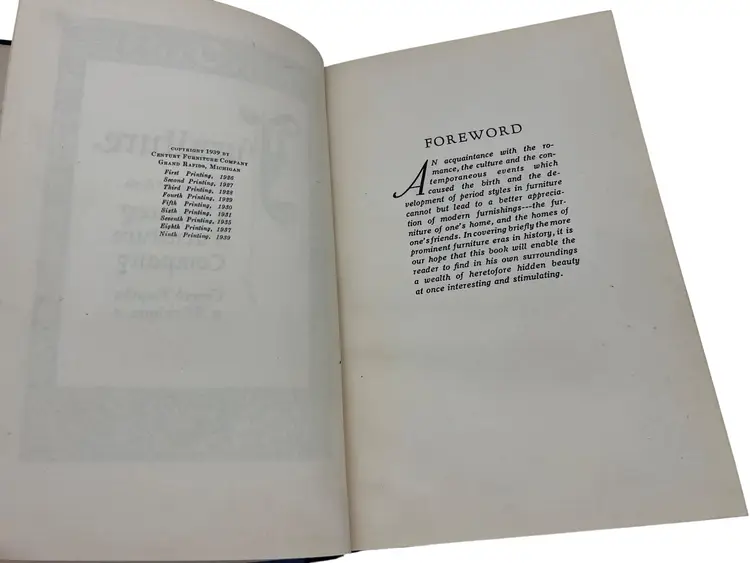 COPYRIGHT 1939 BY
CENTURY FURNITURE COMPANY
GRAND RAPIDS, MICHIGAN
First Printing, 1926
Second Printing, 1927
Third Printing, 1928
Fourth Printing, 1929
Fifth Printing, 1930
Sixth Printing, 1931
Seventh Printing, 1935
Eighth Printing, 1937
Ninth Printing, 1939
FOREWORD
AN acquaintance with the ro-
mance, the culture and the con-
temporaneous events which
caused the birth and the de-
velopment of period styles in furniture
cannot but lead to a better apprecia-
tion of modern furnishings---the fur-
niture of one's home, and the homes of
one's friends. In covering briefly the more
prominent furniture eras in history, it is
our hope that this book will enable the
reader to find in his own surroundings
a wealth of heretofore hidden beauty
at once interesting and stimulating.